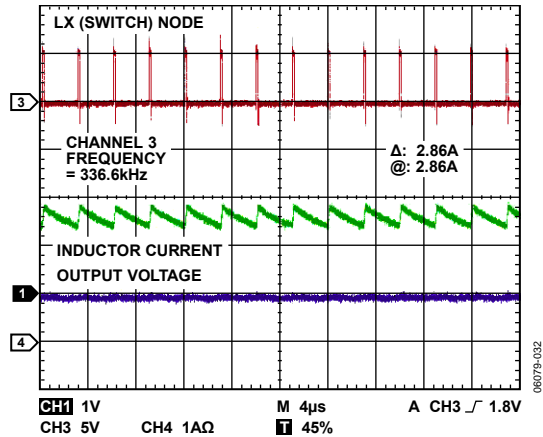 LX (SWITCH) NODE
3
CHANNEL 3
FREQUENCY
= 336.6kHz
Δ: 2.86A
@: 2.86A
INDUCTOR CURRENT
OUTPUT VOLTAGE
1
4
06079-032
CH1 1V M 4μs A CH3 1.8V
CH3 5V CH4 1AΩ T 45%